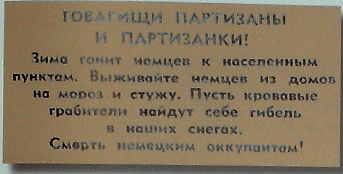 ТОВАРИЩИ ПАРТИЗАНЫ
И ПАРТИЗАНКИ!
Зима гонит немцев к населенным
пунктам. Выживайте немцев из домов
на мороз и стужу. Пусть кровавые
грабители найдут себе гибель
в наших снегах.
Смерть немецким оккупантам!